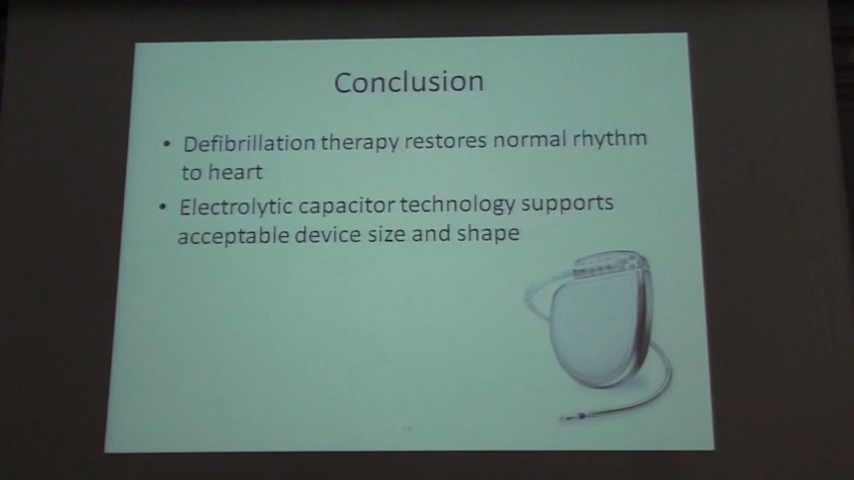 Conclusion
• Defibrillation therapy restores normal rhythm
to heart
• Electrolytic capacitor technology supports
acceptable device size and shape